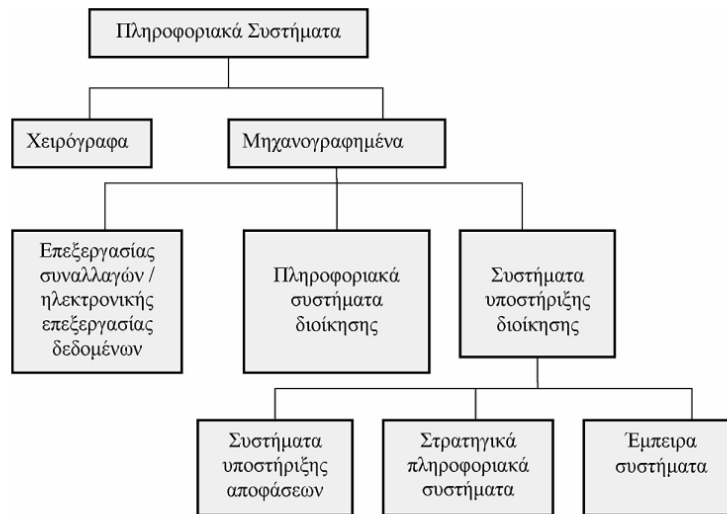 Πληροφοριακά Συστήματα
Χειρόγραφα
Μηχανογραφημένα
Επεξεργασίας
συναλλαγών /
ηλεκτρονικής
επεξεργασίας
δεδομένων
Πληροφοριακά
συστήματα
διοίκησης
Συστήματα
υποστήριξης
διοίκησης
Συστήματα
υποστήριξης
αποφάσεων
Στρατηγικά
πληροφοριακά
συστήματα
Έμπειρα
συστήματα